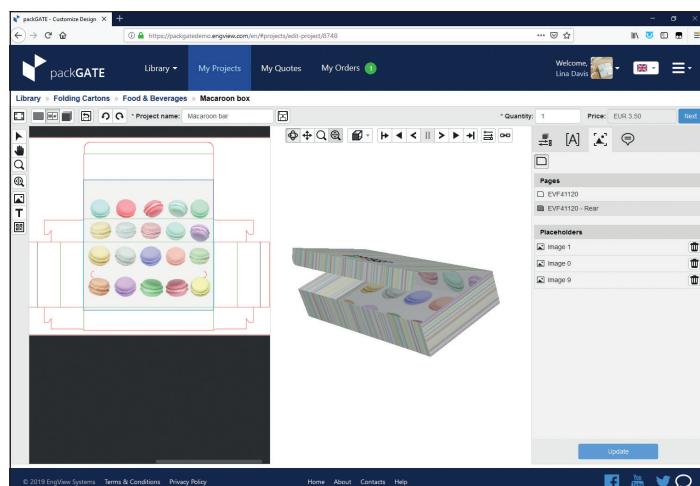 packGATE - Customize Design
https://packgatedemo.engview.com/en/#projects/edit-project/8748
packGATE
Library
My Projects
My Quotes
My Orders 1
Welcome,
Lina Davis
Library » Folding Cartons » Food & Beverages » Macaroon box
* Project name: Macaroon bar
* Quantity: 1
Price: EUR 3.50
Next
[A]
T
Pages
EVF41120
EVF41120 - Rear
Placeholders
Image 1
Image 0
Image 9
Update
© 2019 EngView Systems Terms & Conditions Privacy Policy
Home About Contacts Help
You